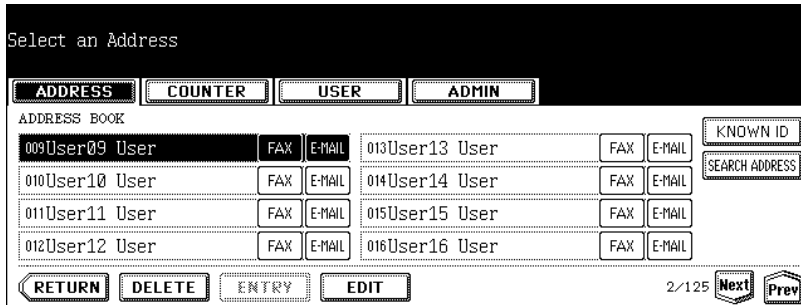 Select an Address
ADDRESS COUNTER USER ADMIN
ADDRESS BOOK
KNOWN ID
SEARCH ADDRESS
009User09 User FAX E-MAIL 013User13 User FAX E-MAIL
010User10 User FAX E-MAIL 014User14 User FAX E-MAIL
011User11 User FAX E-MAIL 015User15 User FAX E-MAIL
012User12 User FAX E-MAIL 016User16 User FAX E-MAIL
RETURN DELETE ENTRY EDIT 2/125 Next Prev